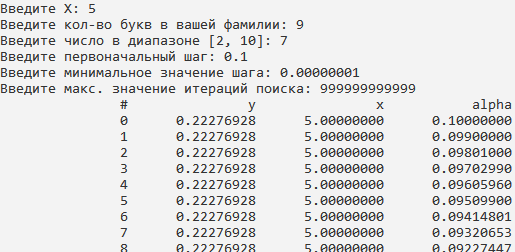 Введите X: 5
Введите кол-во букв в вашей фамилии: 9
Введите число в диапазоне [2, 10]: 7
Введите первоначальный шаг: 0.1
Введите минимальное значение шага: 0.00000001
Введите макс. значение итераций поиска: 999999999999
# y x alpha
0 0.22276928 5.00000000 0.10000000
1 0.22276928 5.00000000 0.09900000
2 0.22276928 5.00000000 0.09801000
3 0.22276928 5.00000000 0.09702990
4 0.22276928 5.00000000 0.09605960
5 0.22276928 5.00000000 0.09509900
6 0.22276928 5.00000000 0.09414801
7 0.22276928 5.00000000 0.09320653
8 0.22276928 5.00000000 0.09227447